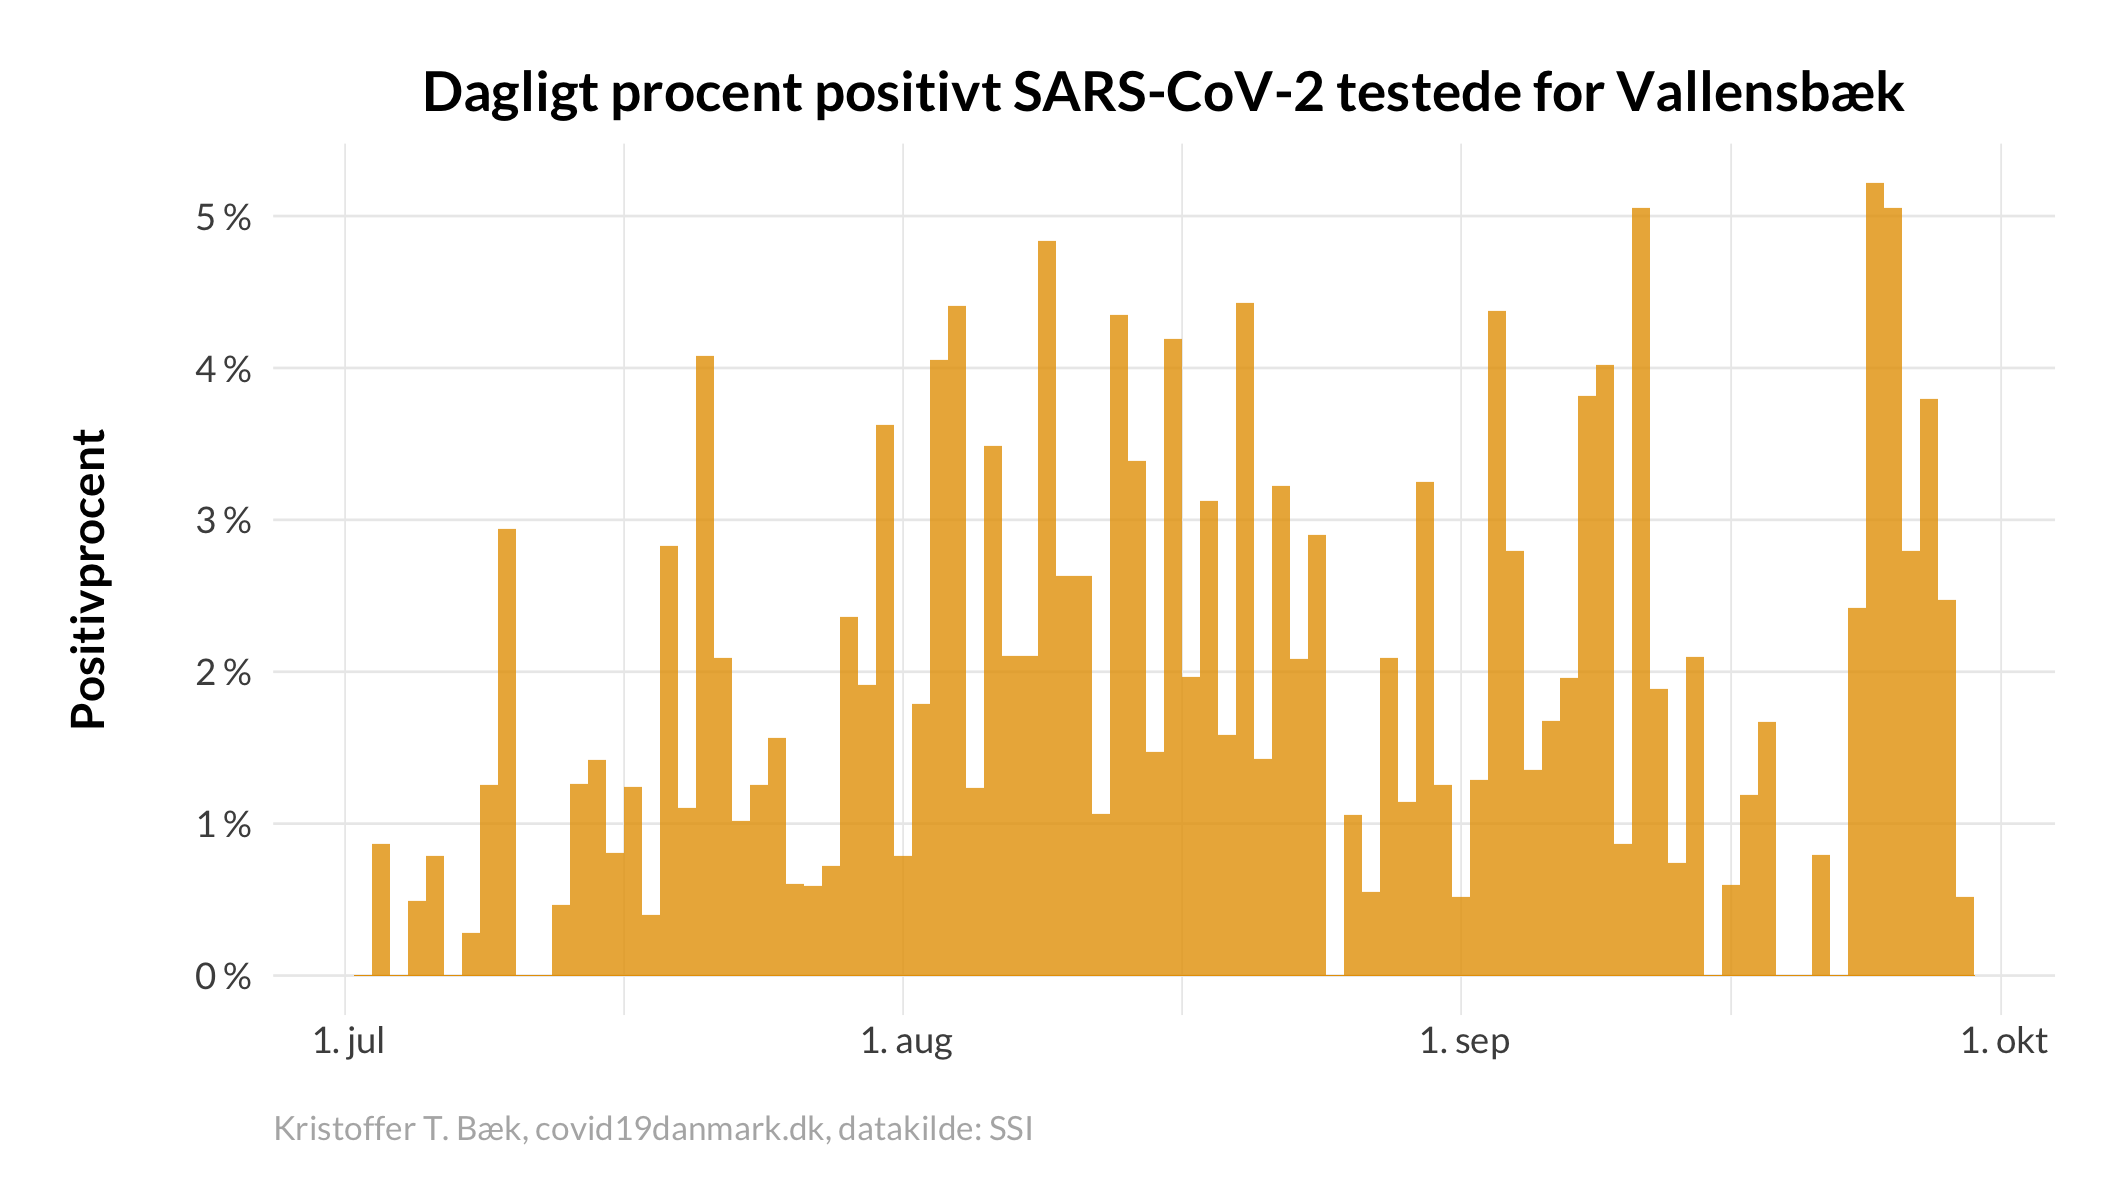 Dagligt procent positivt SARS-CoV-2 testede for Vallensbæk
Positivprocent
5 %
4 %
3 %
2 %
1 %
0 %
1. jul
1. aug
1. sep
1. okt
Kristoffer T. Bæk, covid19danmark.dk, datakilde: SSI